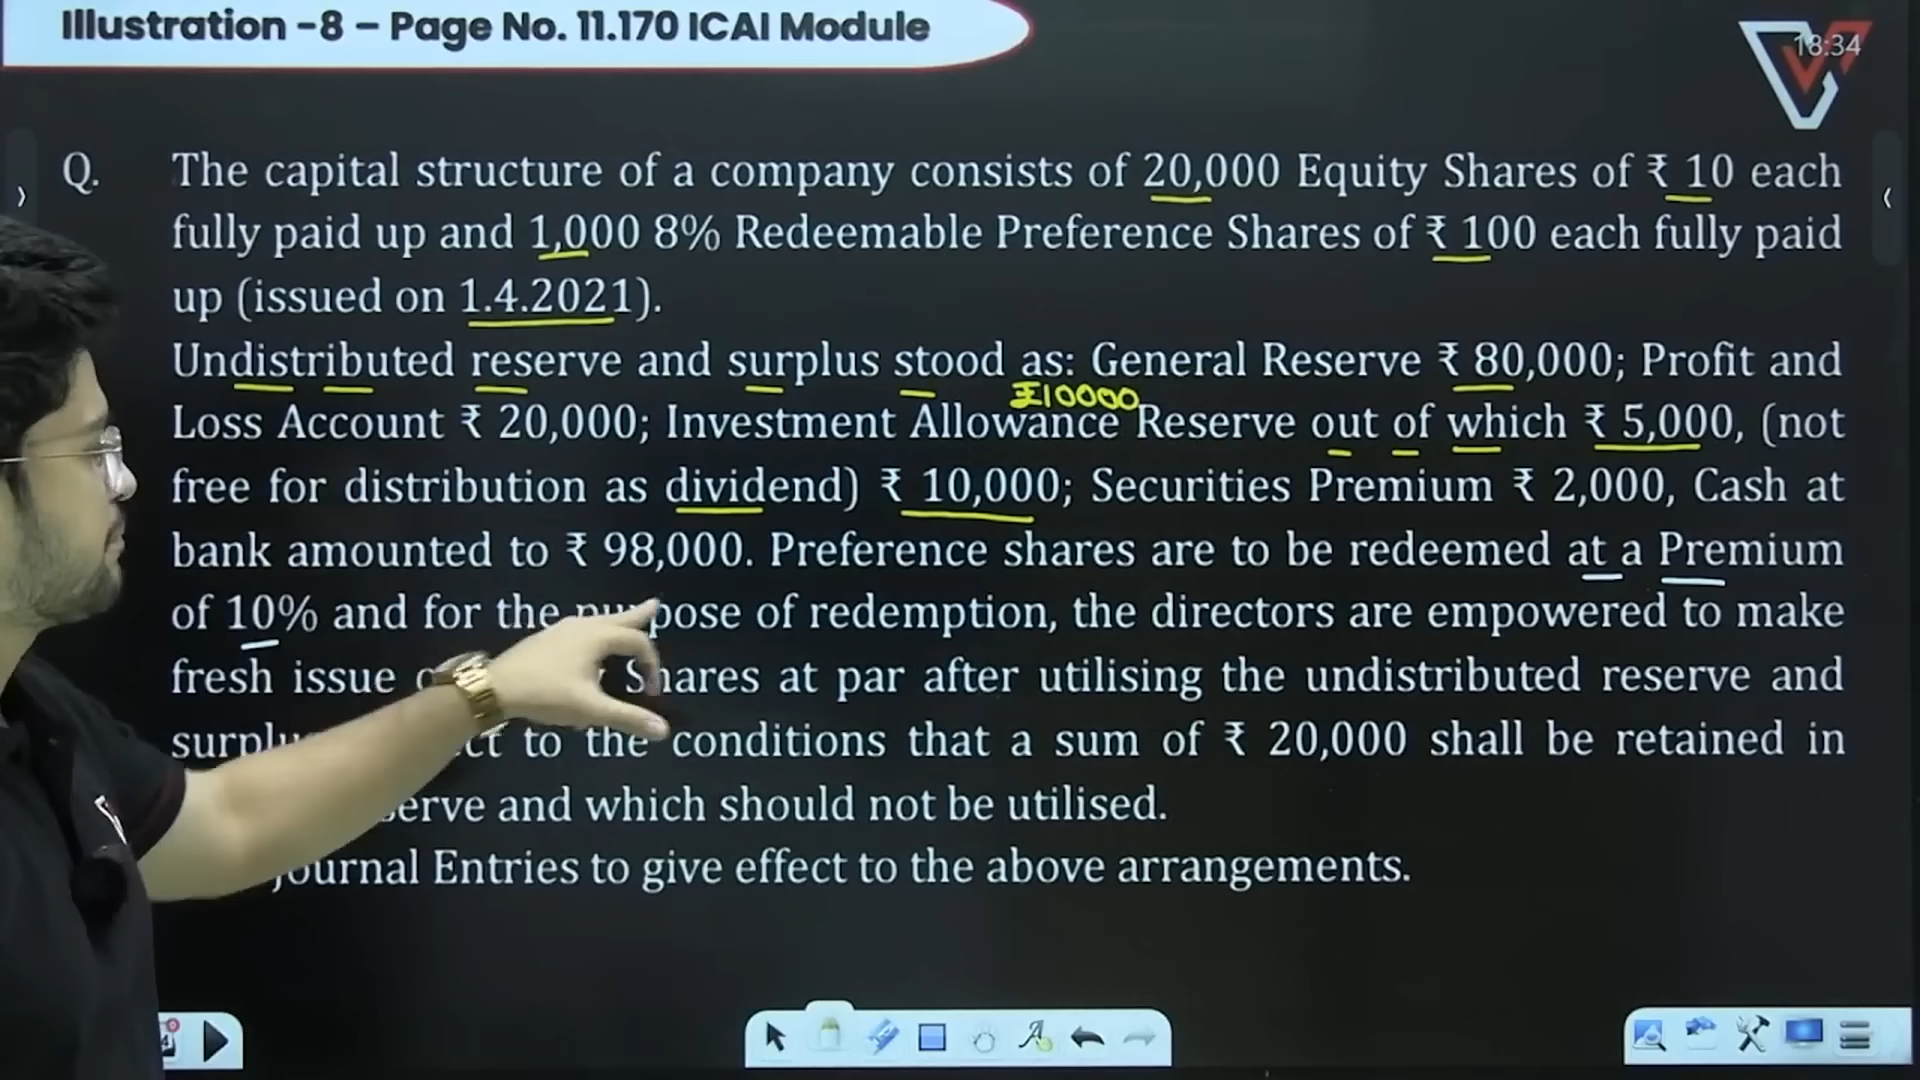 Illustration -8 – Page No. 11.170 ICAI Module
18:34
Q. The capital structure of a company consists of 20,000 Equity Shares of ₹ 10 each
fully paid up and 1,000 8% Redeemable Preference Shares of ₹ 100 each fully paid
up (issued on 1.4.2021).
Undistributed reserve and surplus stood as: General Reserve ₹ 80,000; Profit and
₹10000
Loss Account ₹ 20,000; Investment Allowance Reserve out of which ₹ 5,000, (not
free for distribution as dividend) ₹ 10,000; Securities Premium ₹ 2,000, Cash at
bank amounted to ₹ 98,000. Preference shares are to be redeemed at a Premium
of 10% and for the purpose of redemption, the directors are empowered to make
fresh issue Shares at par after utilising the undistributed reserve and
to the conditions that a sum of ₹ 20,000 shall be retained in
and which should not be utilised.
Journal Entries to give effect to the above arrangements.